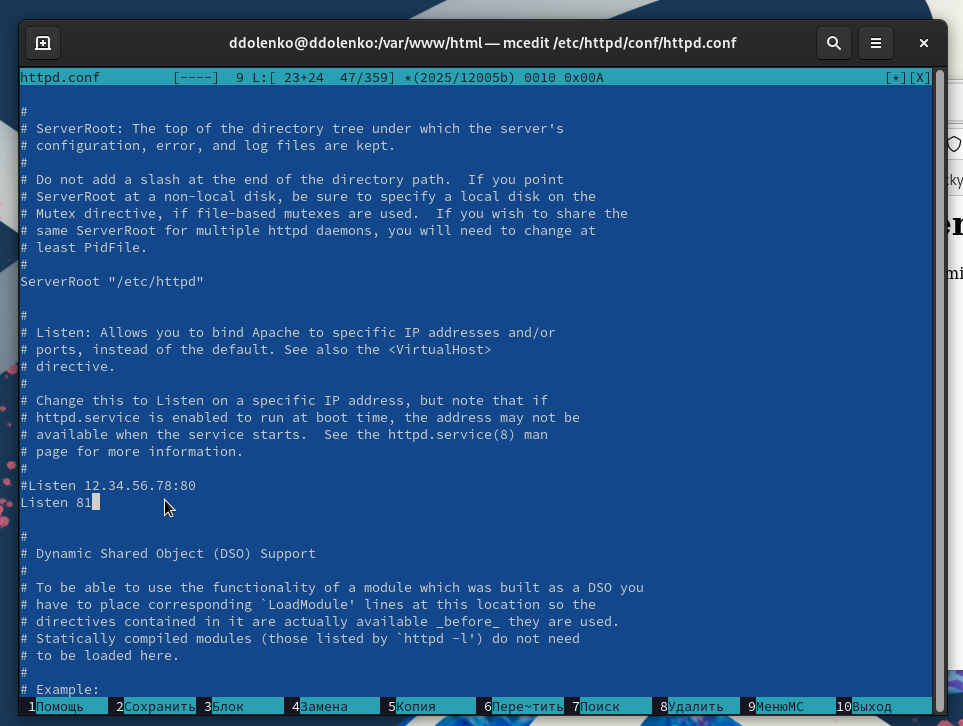 ddolenko@ddolenko:/var/www/html — mcedit /etc/httpd/conf/httpd.conf
httpd.conf [----] 9 L:[ 23+24 47/359] *(2025/12005b) 0010 0x00A [*][X]
#
# ServerRoot: The top of the directory tree under which the server's
# configuration, error, and log files are kept.
#
# Do not add a slash at the end of the directory path.  If you point
# ServerRoot at a non-local disk, be sure to specify a local disk on the
# Mutex directive, if file-based mutexes are used.  If you wish to share the
# same ServerRoot for multiple httpd daemons, you will need to change at
# least PidFile.
#
ServerRoot "/etc/httpd"
#
# Listen: Allows you to bind Apache to specific IP addresses and/or
# ports, instead of the default. See also the <VirtualHost>
# directive.
#
# Change this to Listen on a specific IP address, but note that if
# httpd.service is enabled to run at boot time, the address may not be
# available when the service starts.  See the httpd.service(8) man
# page for more information.
#
#Listen 12.34.56.78:80
Listen 81
#
# Dynamic Shared Object (DSO) Support
#
# To be able to use the functionality of a module which was built as a DSO you
# have to place corresponding `LoadModule' lines at this location so the
# directives contained in it are actually available _before_ they are used.
# Statically compiled modules (those listed by `httpd -l') do not need
# to be loaded here.
#
# Example:
1Помощь 2Сохранить 3Блок 4Замена 5Копия 6Пере~тить 7Поиск 8Удалить 9МенюMC 10Выход